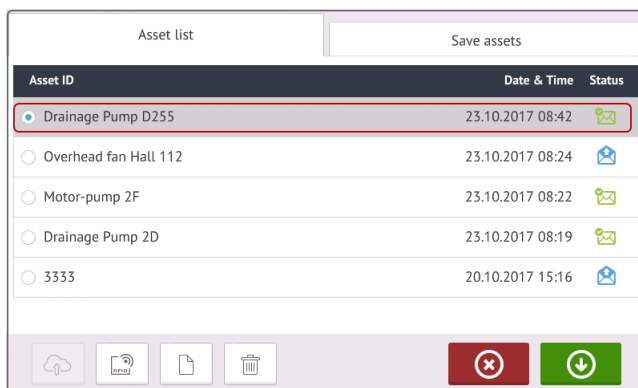 Asset list
Save assets
Asset ID Date & Time Status
Drainage Pump D255 23.10.2017 08:42
Overhead fan Hall 112 23.10.2017 08:24
Motor-pump 2F 23.10.2017 08:22
Drainage Pump 2D 23.10.2017 08:19
3333 20.10.2017 15:16
RFID